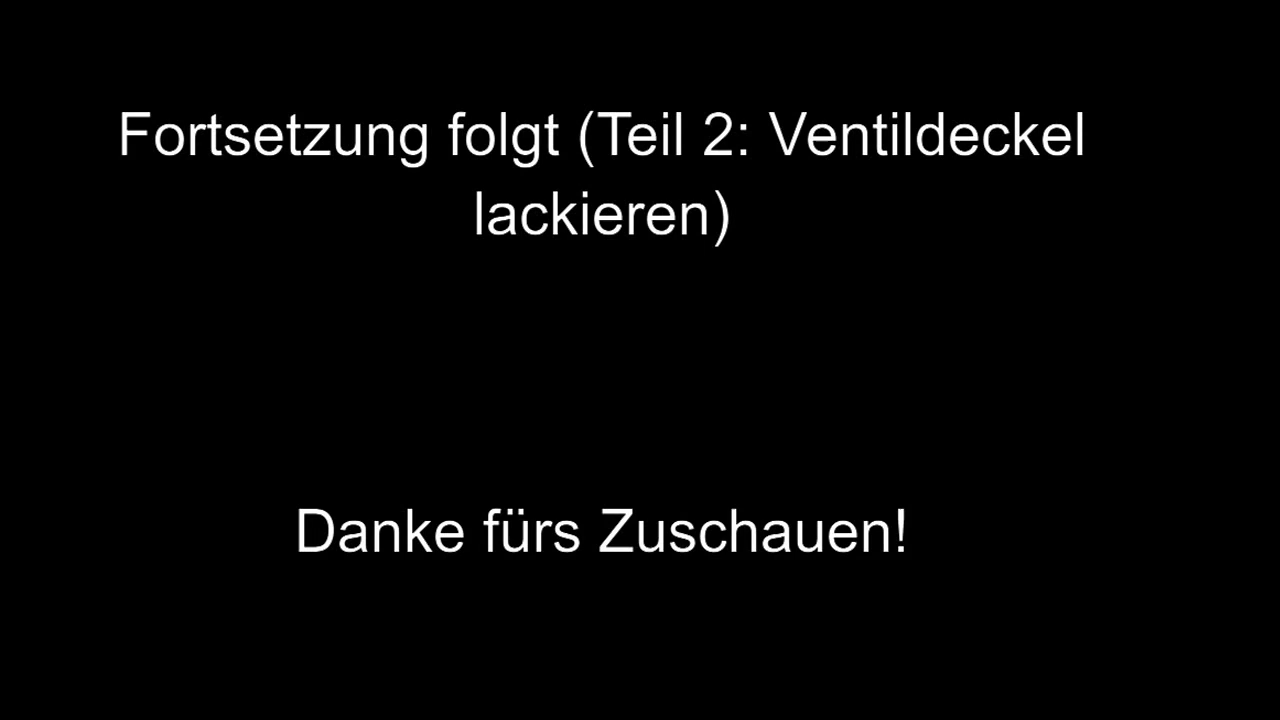 Fortsetzung folgt (Teil 2: Ventildeckel
lackieren)
Danke fürs Zuschauen!